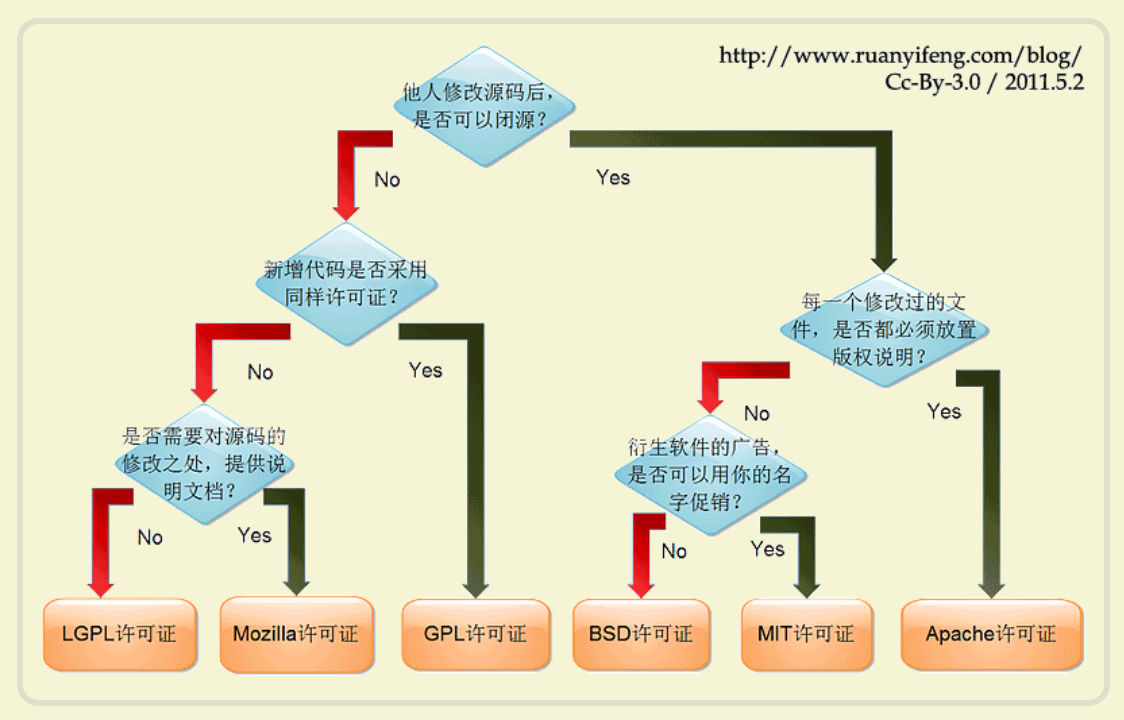 http://www.ruanyifeng.com/blog/
Cc-By-3.0 / 2011.5.2
他人修改源码后，
是否可以闭源？
No
Yes
新增代码是否采用
同样许可证？
每一个修改过的文
件，是否都必须放置
版权说明？
No
Yes
No
Yes
是否需要对源码的
修改之处，提供说
明文档？
衍生软件的广告，
是否可以用你的名
字促销？
No
Yes
No
Yes
LGPL许可证
Mozilla许可证
GPL许可证
BSD许可证
MIT许可证
Apache许可证